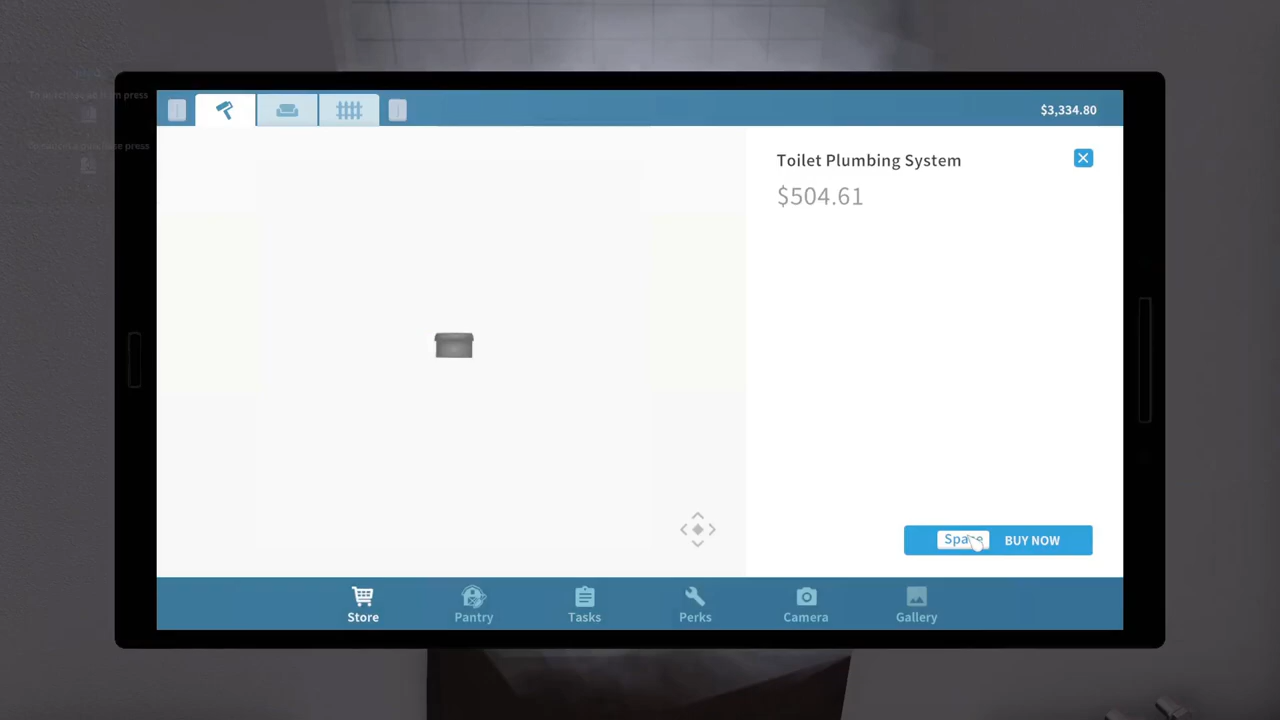 $3,334.80
Toilet Plumbing System
$504.61
Space BUY NOW
Store Pantry Tasks Perks Camera Gallery